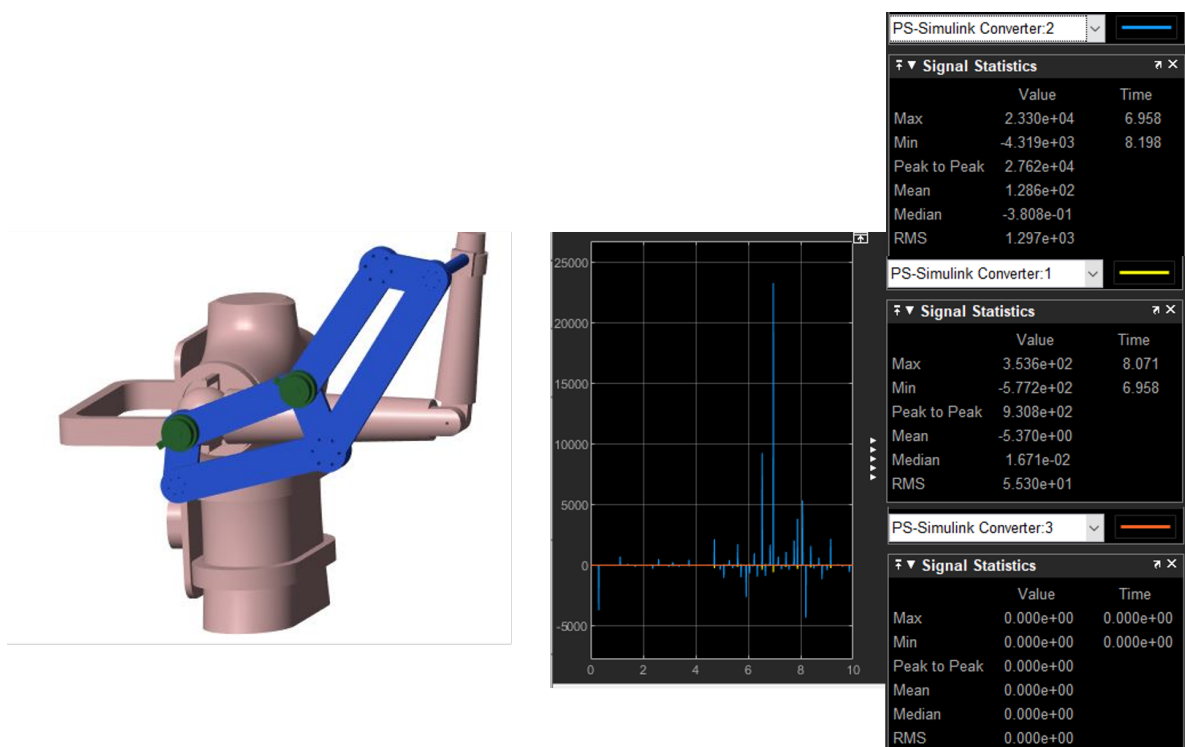 PS-Simulink Converter:2
Signal Statistics
Value Time
Max 2.330e+04 6.958
Min -4.319e+03 8.198
Peak to Peak 2.762e+04
Mean 1.286e+02
Median -3.808e-01
RMS 1.297e+03
PS-Simulink Converter:1
Signal Statistics
Value Time
Max 3.536e+02 8.071
Min -5.772e+02 6.958
Peak to Peak 9.308e+02
Mean -5.370e+00
Median 1.671e-02
RMS 5.530e+01
PS-Simulink Converter:3
Signal Statistics
Value Time
Max 0.000e+00 0.000e+00
Min 0.000e+00 0.000e+00
Peak to Peak 0.000e+00
Mean 0.000e+00
Median 0.000e+00
RMS 0.000e+00
25000
20000
15000
10000
5000
0
-5000
0 2 4 6 8 10